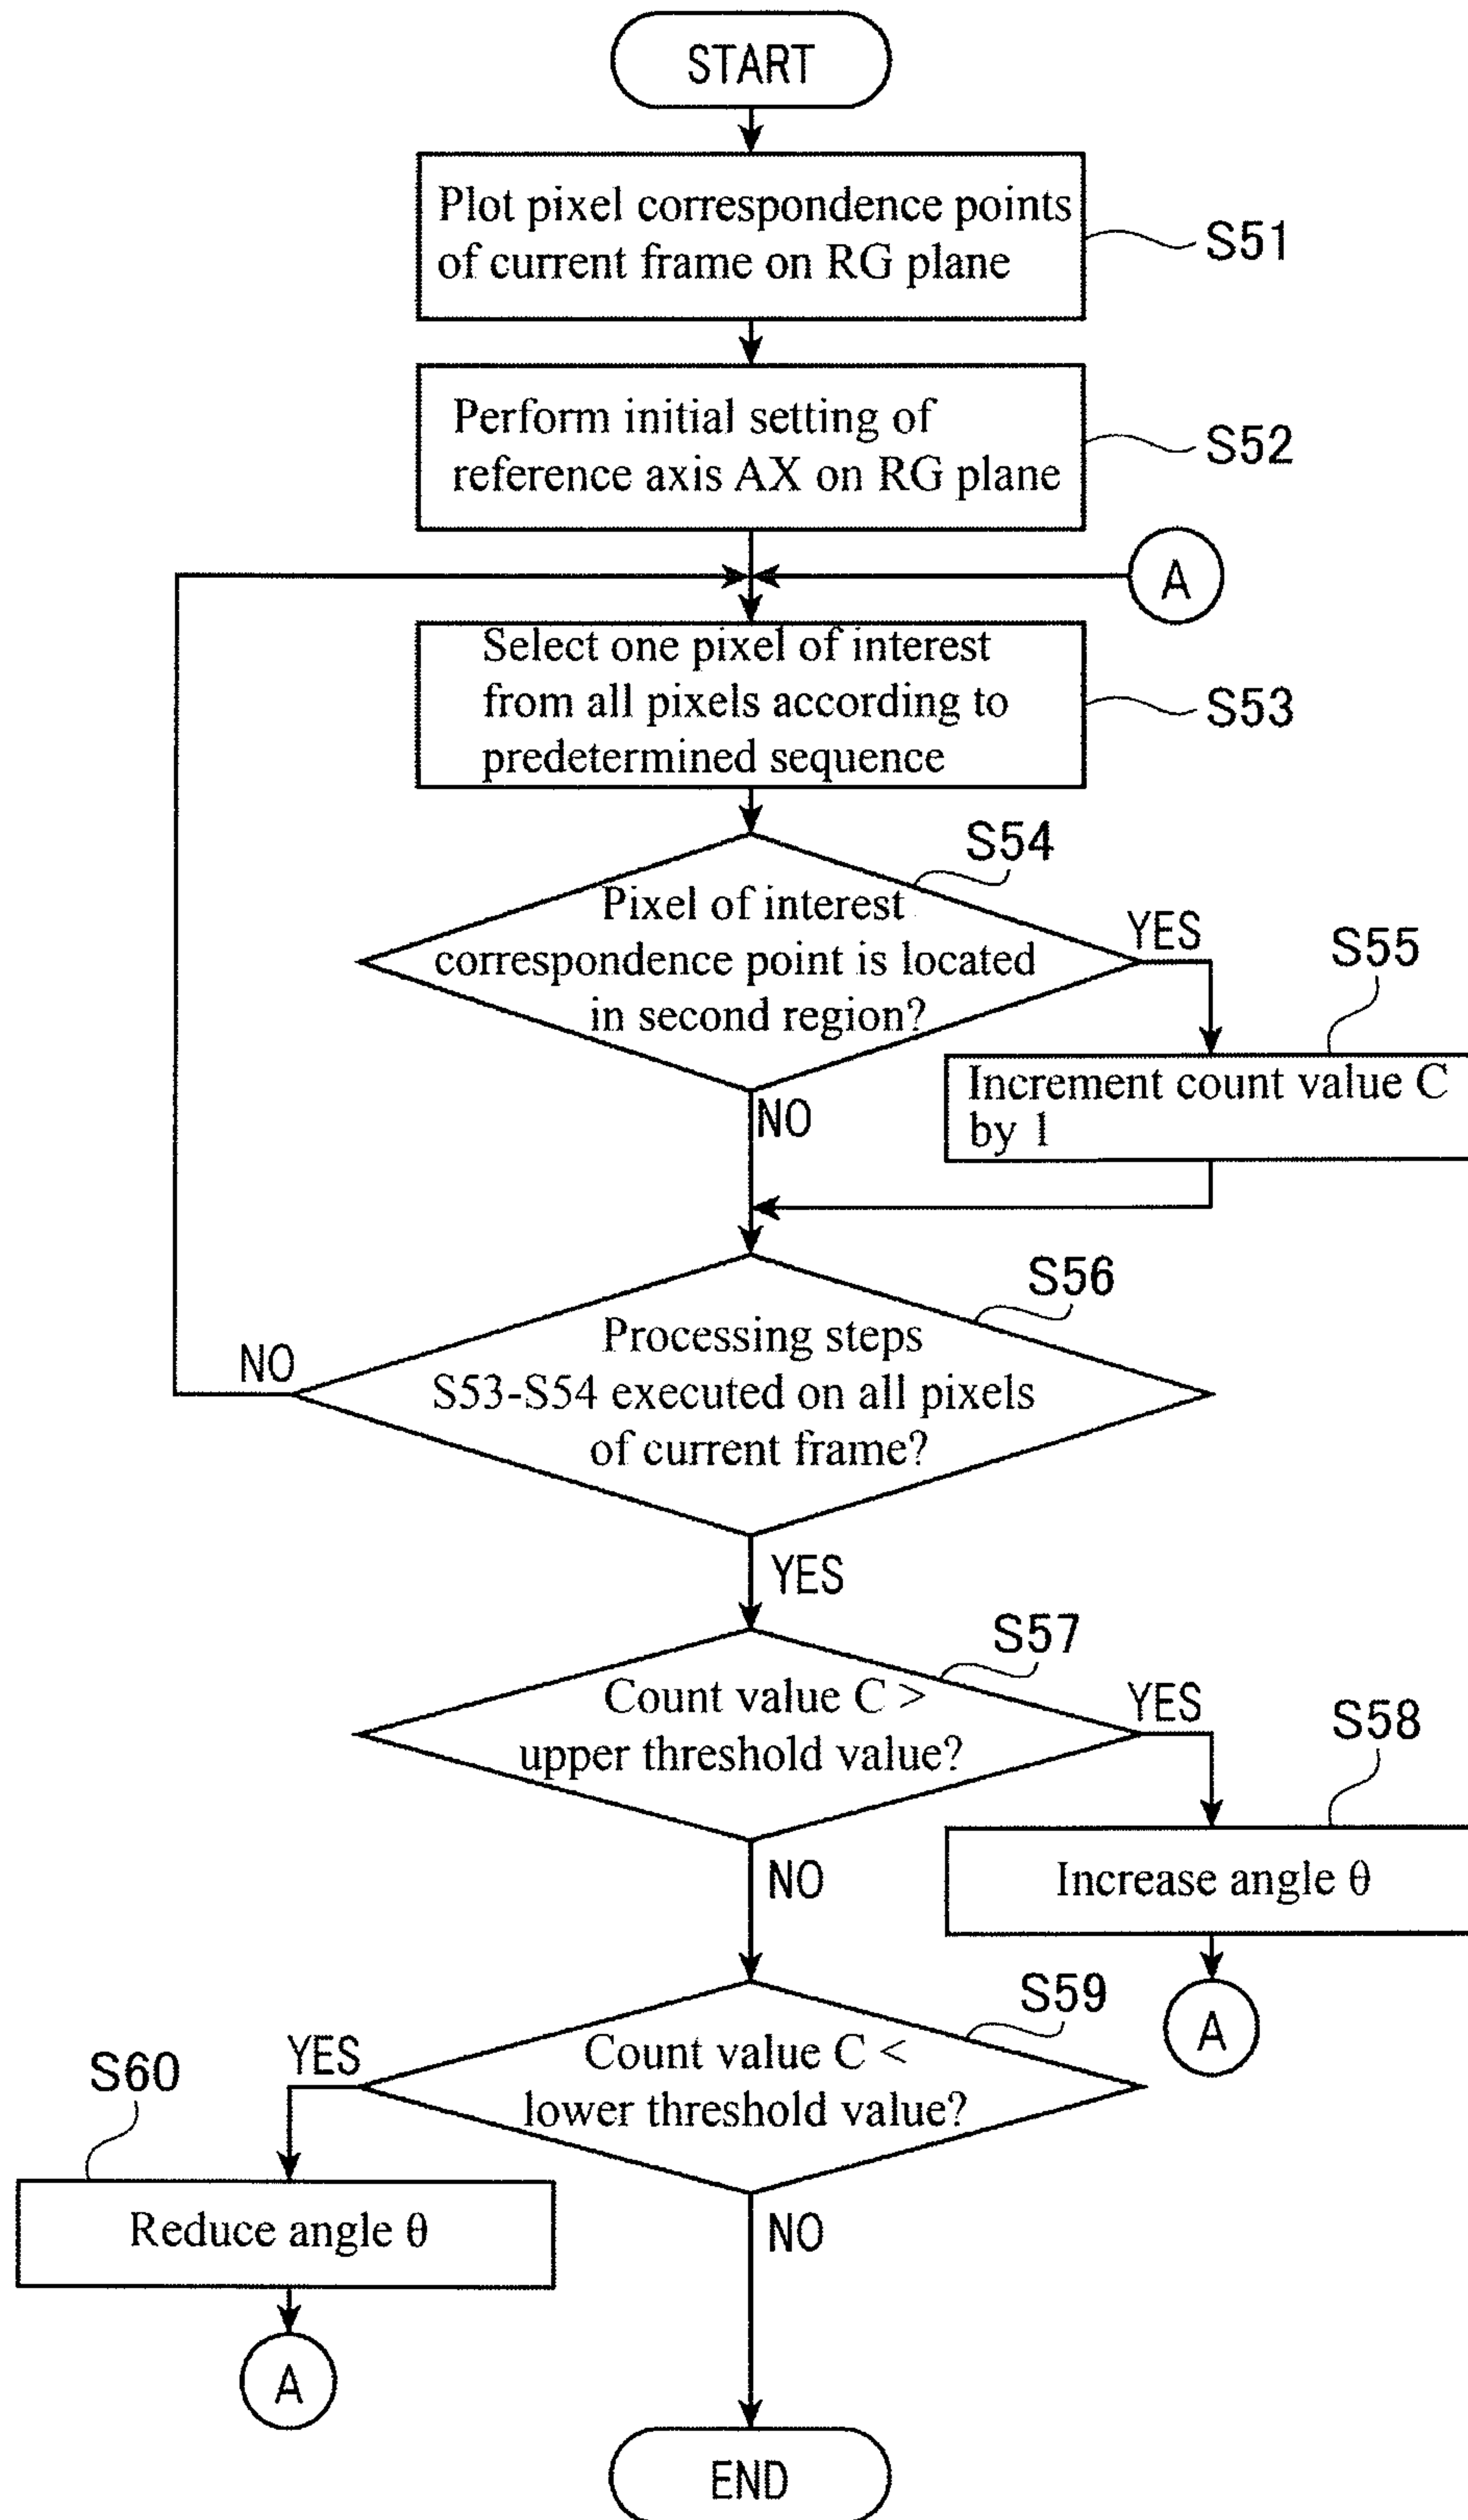 START
Plot pixel correspondence points
of current frame on RG plane
S51
Perform initial setting of
reference axis AX on RG plane
S52
A
Select one pixel of interest
from all pixels according to
predetermined sequence
S53
S54
Pixel of interest
correspondence point is located
in second region?
YES
S55
Increment count value C
by 1
NO
S56
Processing steps
S53-S54 executed on all pixels
of current frame?
NO
YES
S57
Count value C >
upper threshold value?
YES
S58
Increase angle θ
NO
A
S59
Count value C <
lower threshold value?
YES
S60
Reduce angle θ
NO
A
END